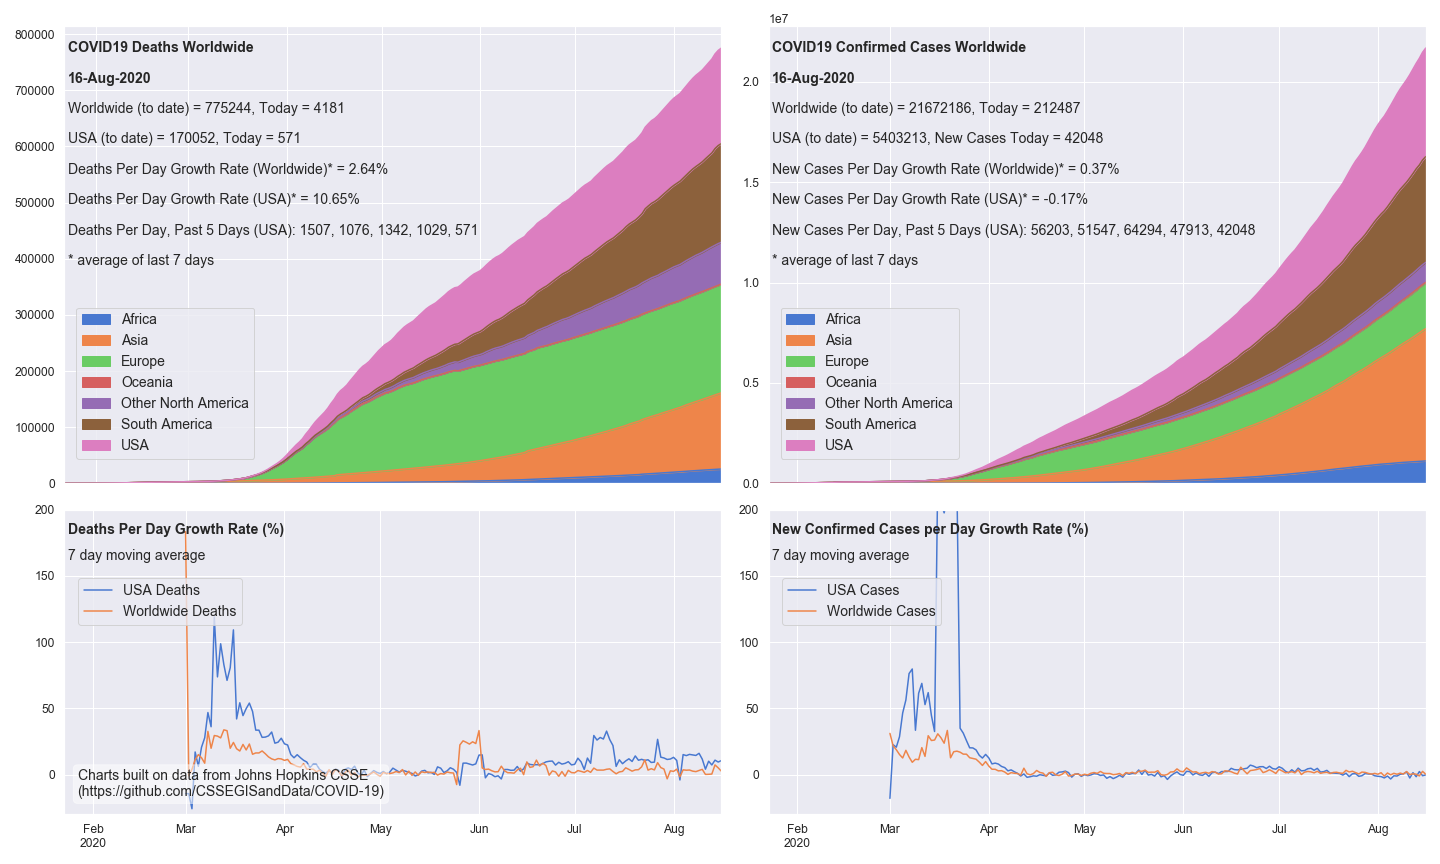 COVID19 Deaths Worldwide
16-Aug-2020
Worldwide (to date) = 775244, Today = 4181
USA (to date) = 170052, Today = 571
Deaths Per Day Growth Rate (Worldwide)* = 2.64%
Deaths Per Day Growth Rate (USA)* = 10.65%
Deaths Per Day, Past 5 Days (USA): 1507, 1076, 1342, 1029, 571
* average of last 7 days
800000
700000
600000
500000
400000
300000
200000
100000
0
Africa
Asia
Europe
Oceania
Other North America
South America
USA
1e7
COVID19 Confirmed Cases Worldwide
16-Aug-2020
Worldwide (to date) = 21672186, Today = 212487
USA (to date) = 5403213, New Cases Today = 42048
New Cases Per Day Growth Rate (Worldwide)* = 0.37%
New Cases Per Day Growth Rate (USA)* = -0.17%
New Cases Per Day, Past 5 Days (USA): 56203, 51547, 64294, 47913, 42048
* average of last 7 days
2.0
1.5
1.0
0.5
0.0
Africa
Asia
Europe
Oceania
Other North America
South America
USA
Deaths Per Day Growth Rate (%)
7 day moving average
USA Deaths
Worldwide Deaths
200
150
100
50
0
Charts built on data from Johns Hopkins CSSE
(https://github.com/CSSEGISandData/COVID-19)
Feb Mar Apr May Jun Jul Aug
2020
New Confirmed Cases per Day Growth Rate (%)
7 day moving average
USA Cases
Worldwide Cases
200
150
100
50
0
Feb Mar Apr May Jun Jul Aug
2020